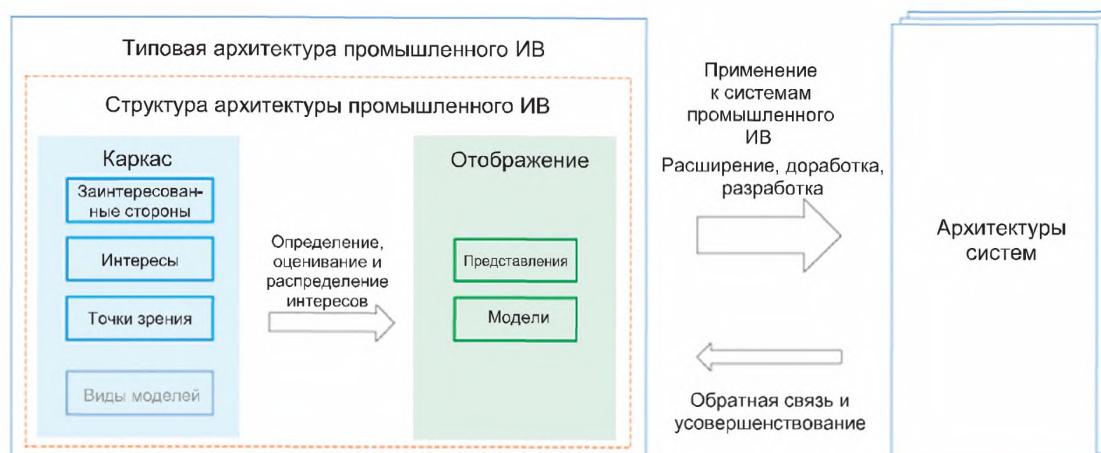 Типовая архитектура промышленного ИВ
Структура архитектуры промышленного ИВ
Каркас
Заинтересован-
ные стороны
Интересы
Точки зрения
Виды моделей
Определение,
оценивание и
распределение
интересов
Отображение
Представления
Модели
Применение
к системам
промышленного
ИВ
Расширение, доработка,
разработка
Обратная связь и
усовершенствование
Архитектуры
систем